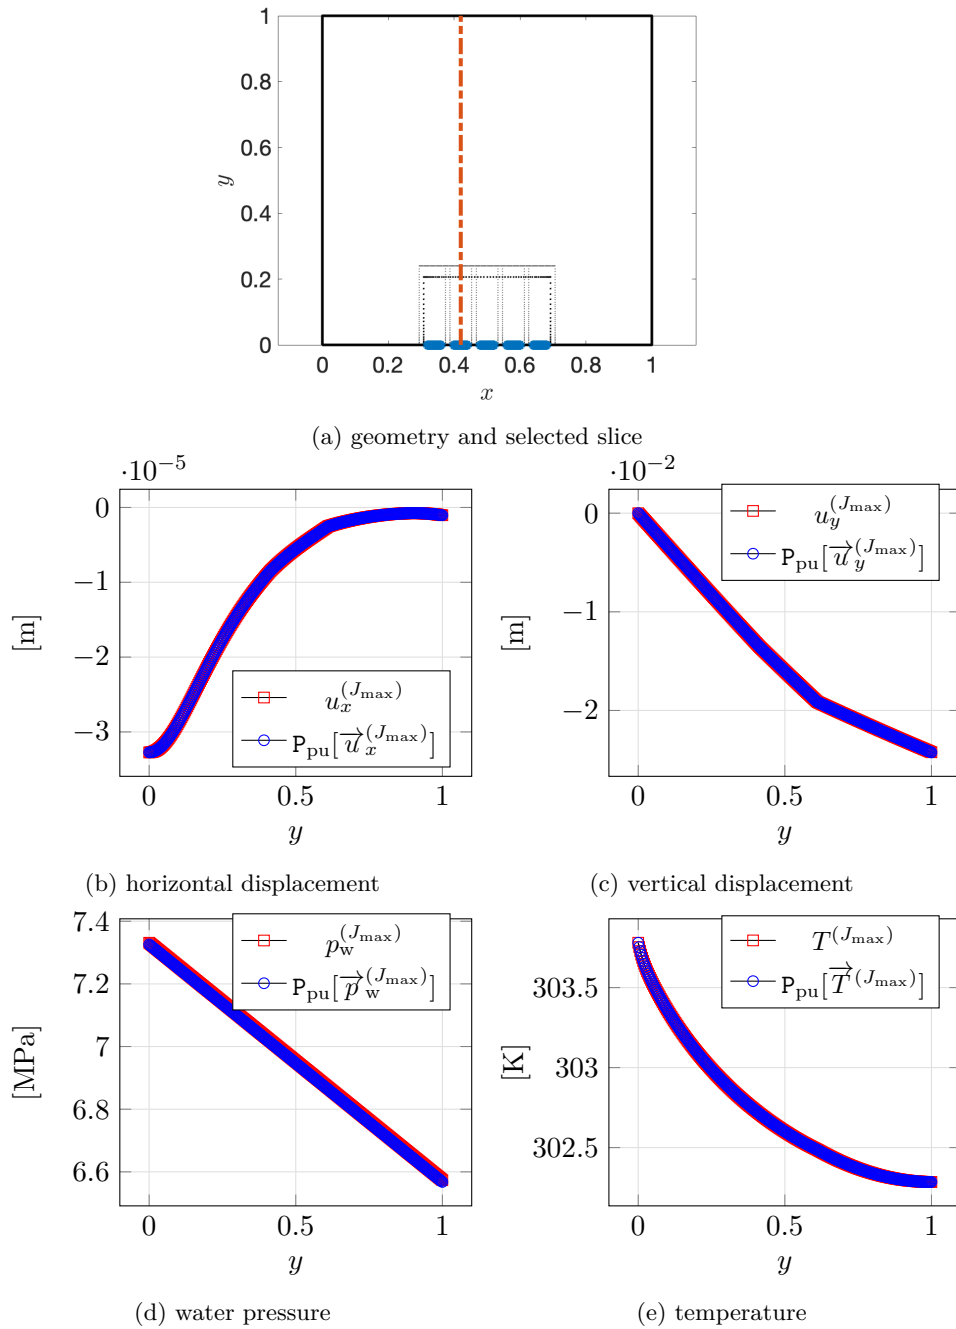 1
0.8
0.6
0.4
0.2
0
y
0 0.2 0.4 0.6 0.8 1
x
(a) geometry and selected slice
·10−5
0
−1
−2
−3
[m]
u_x^(J_max)
P_pu[u⃗_x^(J_max)]
0 0.5 1
y
(b) horizontal displacement
·10−2
0
−1
−2
[m]
u_y^(J_max)
P_pu[u⃗_y^(J_max)]
0 0.5 1
y
(c) vertical displacement
7.4
7.2
7
6.8
6.6
[MPa]
p_w^(J_max)
P_pu[p⃗_w^(J_max)]
0 0.5 1
y
(d) water pressure
303.5
303
302.5
[K]
T^(J_max)
P_pu[T⃗^(J_max)]
0 0.5 1
y
(e) temperature